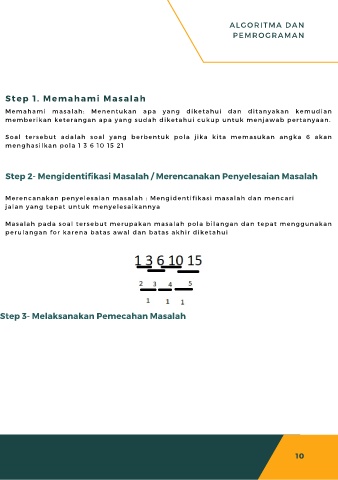 ALGORITMA DAN
PEMROGRAMAN
Step 1. Memahami Masalah
Memahami masalah: Menentukan apa yang diketahui dan ditanyakan kemudian
memberikan keterangan apa yang sudah diketahui cukup untuk menjawab pertanyaan.
Soal tersebut adalah soal yang berbentuk pola jika kita memasukan angka 6 akan
menghasilkan pola 1 3 6 10 15 21
Step 2- Mengidentifikasi Masalah / Merencanakan Penyelesaian Masalah
Merencanakan penyelesaian masalah : Mengidentifikasi masalah dan mencari
jalan yang tepat untuk menyelesaikannya
Masalah pada soal tersebut merupakan masalah pola bilangan dan tepat menggunakan
perulangan for karena batas awal dan batas akhir diketahui
1 3 6 10 15
2 3 4 5
1 1 1
Step 3- Melaksanakan Pemecahan Masalah
10